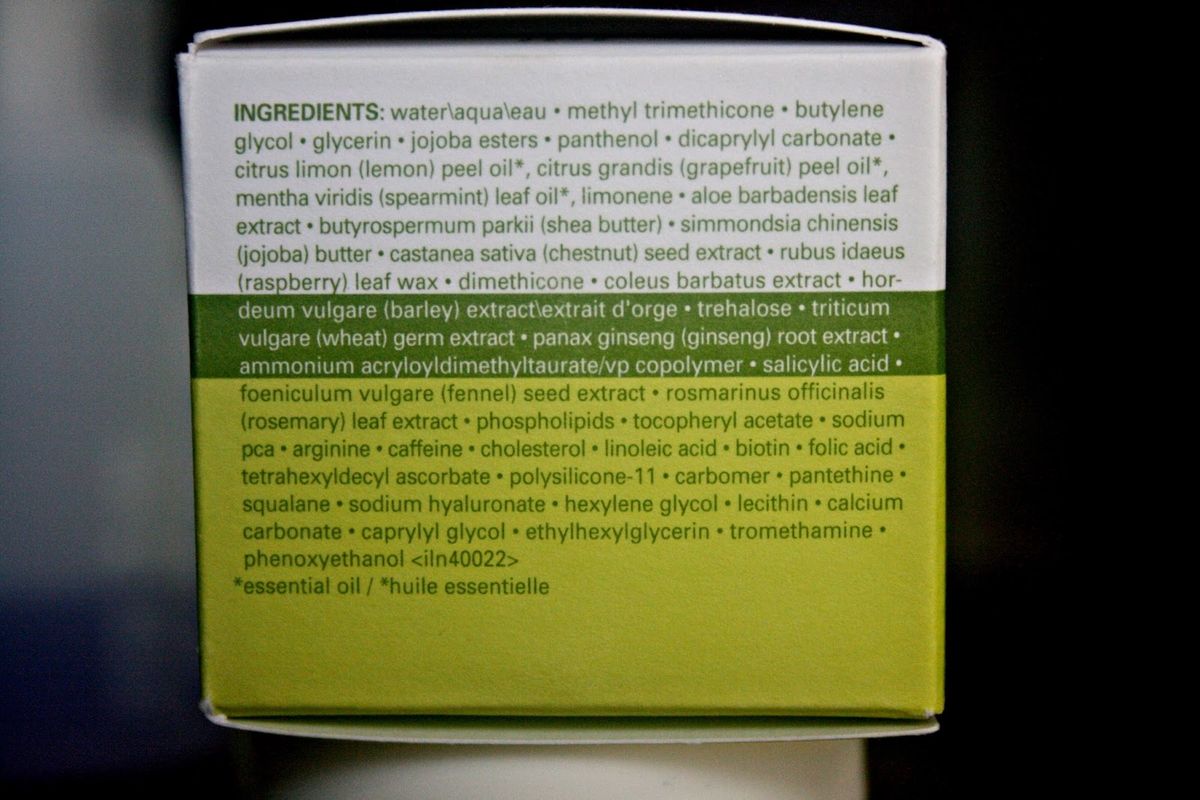 INGREDIENTS: water\aqua\eau • methyl trimethicone • butylene
glycol • glycerin • jojoba esters • panthenol • dicaprylyl carbonate •
citrus limon (lemon) peel oil*, citrus grandis (grapefruit) peel oil*,
mentha viridis (spearmint) leaf oil*, limonene • aloe barbadensis leaf
extract • butyrospermum parkii (shea butter) • simmondsia chinensis
(jojoba) butter • castanea sativa (chestnut) seed extract • rubus idaeus
(raspberry) leaf wax • dimethicone • coleus barbatus extract • hor-
deum vulgare (barley) extract\extrait d'orge • trehalose • triticum
vulgare (wheat) germ extract • panax ginseng (ginseng) root extract •
ammonium acryloyldimethyltaurate/vp copolymer • salicylic acid •
foeniculum vulgare (fennel) seed extract • rosmarinus officinalis
(rosemary) leaf extract • phospholipids • tocopheryl acetate • sodium
pca • arginine • caffeine • cholesterol • linoleic acid • biotin • folic acid •
tetrahexyldecyl ascorbate • polysilicone-11 • carbomer • pantethine •
squalane • sodium hyaluronate • hexylene glycol • lecithin • calcium
carbonate • caprylyl glycol • ethylhexylglycerin • tromethamine •
phenoxyethanol <iln40022>
*essential oil / *huile essentielle